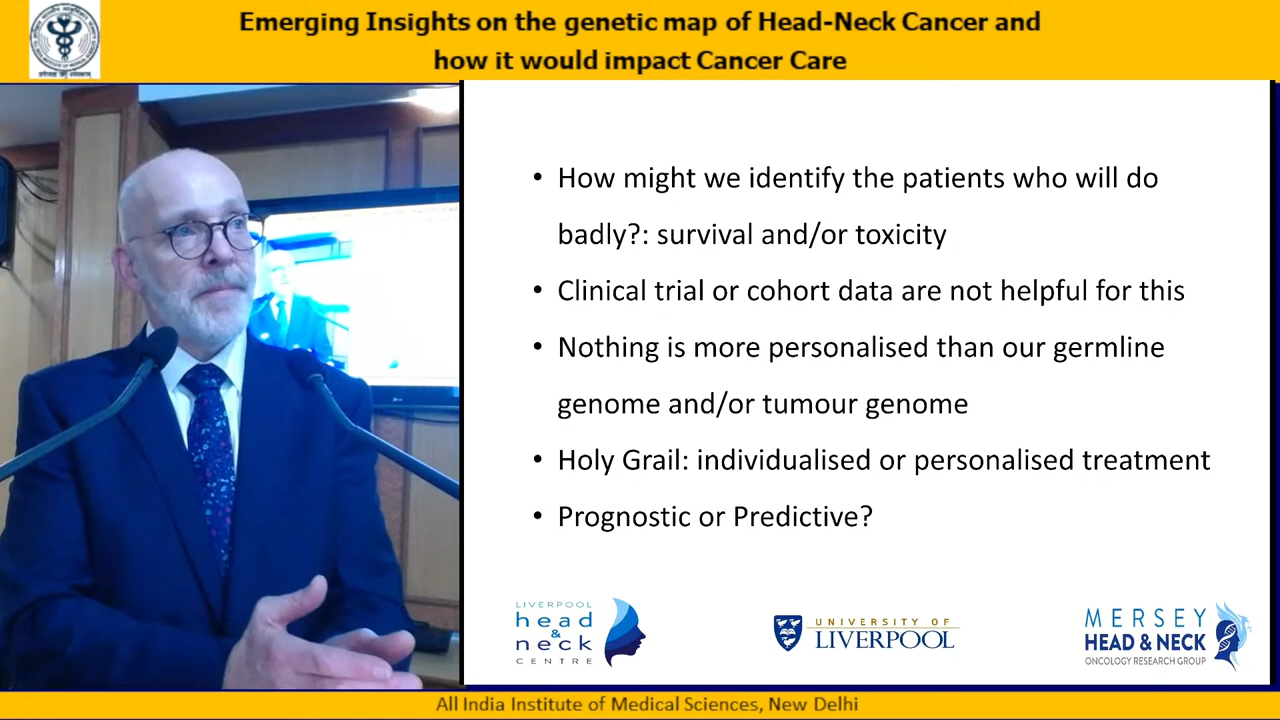 Emerging Insights on the genetic map of Head-Neck Cancer and
how it would impact Cancer Care
• How might we identify the patients who will do
badly?: survival and/or toxicity
• Clinical trial or cohort data are not helpful for this
• Nothing is more personalised than our germline
genome and/or tumour genome
• Holy Grail: individualised or personalised treatment
• Prognostic or Predictive?
LIVERPOOL
head
&
neck
CENTRE
UNIVERSITY OF
LIVERPOOL
MERSEY
HEAD & NECK
ONCOLOGY RESEARCH GROUP
All India Institute of Medical Sciences, New Delhi